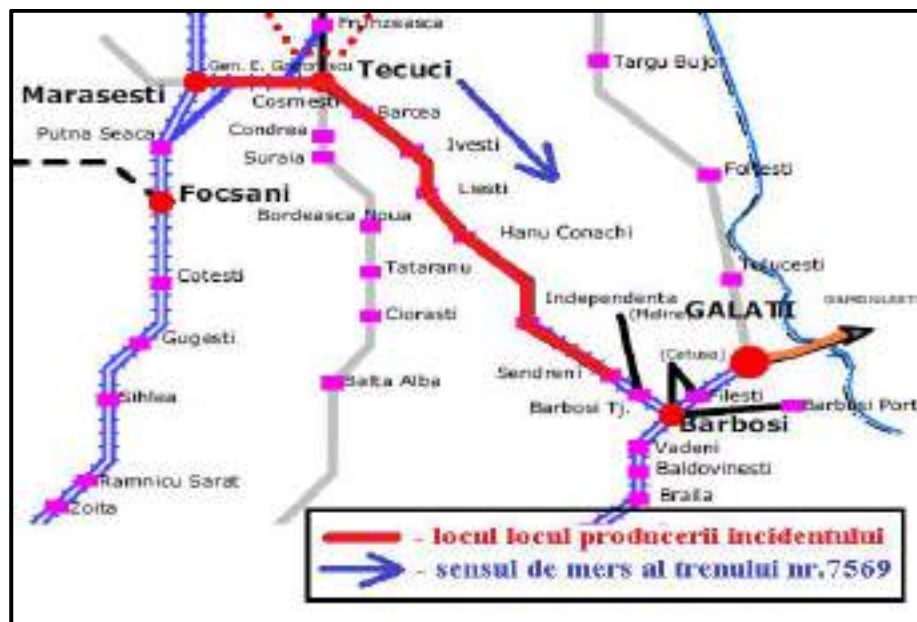 Frunzeasca
Tecuci
Targu Bujor
Marasesti
Cosmesti
Barcea
Putna Seaca
Condrea
Ivesti
Suraia
Foltesti
Focsani
Liesti
Bordeasca Noua
Hanu Conachi
Cotesti
Tataranu
Tulucesti
Independenta
GALATI
Ciorasti
Gugesti
(Catusa)
Sendreni
Balta Alba
Sihlea
Barbosi Tj.
Filesti
Barbosi Port
Barbosi
Vadeni
Baldovinesti
Ramnicu Sarat
Braila
Zoita
- locul locul producerii incidentului
- sensul de mers al trenului nr.7569